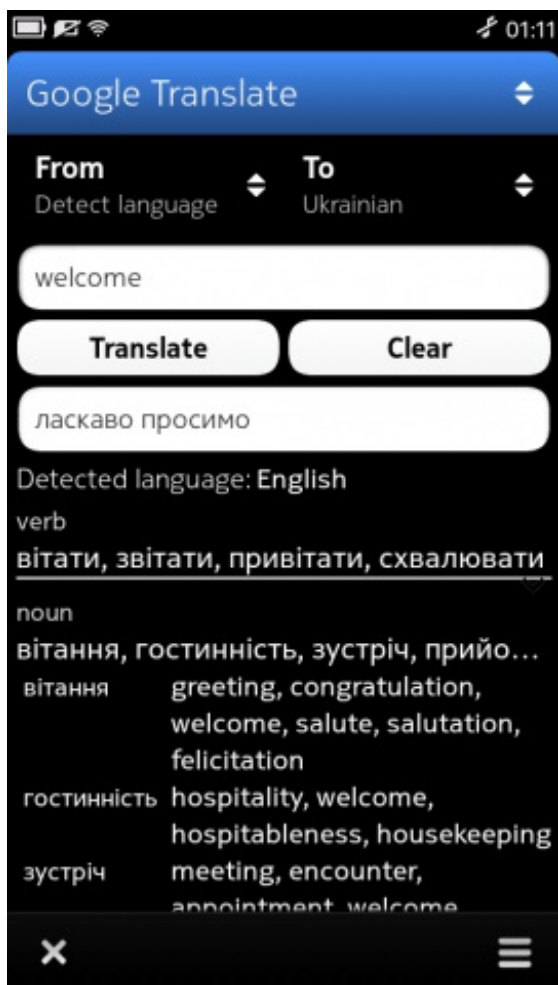 01:11
Google Translate
From To
Detect language Ukrainian
welcome
Translate Clear
ласкаво просимо
Detected language: English
verb
вітати, звітати, привітати, схвалювати
noun
вітання, гостинність, зустріч, прийо...
вітання greeting, congratulation,
welcome, salute, salutation,
felicitation
гостинність hospitality, welcome,
hospitableness, housekeeping
зустріч meeting, encounter,
appointment, welcome